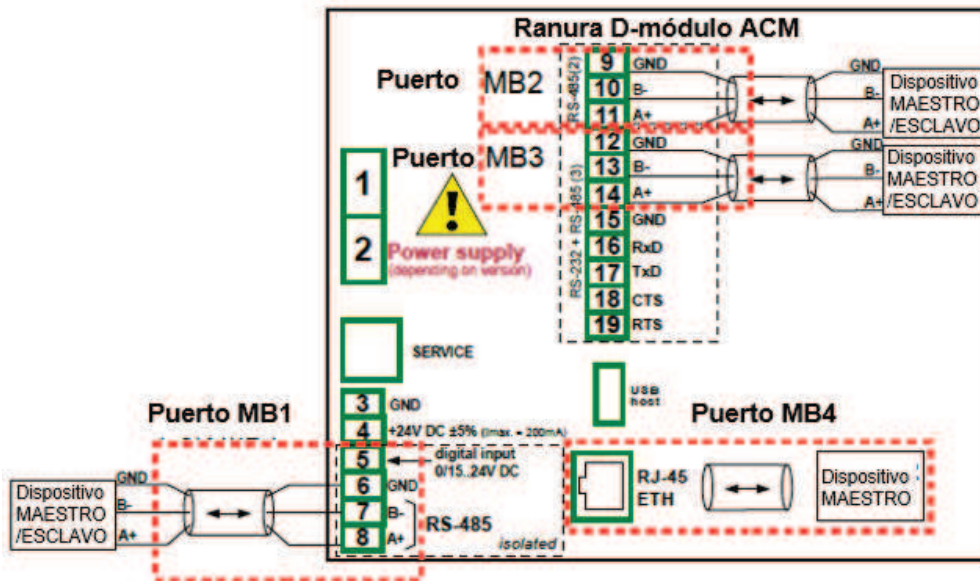 Ranura D-módulo ACM
Puerto MB2
RS-485(2)
9 GND
10 B-
11 A+
GND
B-
A+
Dispositivo
MAESTRO
/ESCLAVO
Puerto MB3
RS-232 + RS-485 (3)
12 GND
13 B-
14 A+
15 GND
16 RxD
17 TxD
18 CTS
19 RTS
GND
B-
A+
Dispositivo
MAESTRO
/ESCLAVO
1
2
!
Power supply
(depending on version)
SERVICE
USB
host
3 GND
4 +24V DC ±5% (Imax. = 200mA)
5 digital input
0/15..24V DC
6 GND
7 B-
8 A+
RS-485
isolated
Puerto MB1
GND
B-
A+
Dispositivo
MAESTRO
/ESCLAVO
Puerto MB4
RJ-45
ETH
Dispositivo
MAESTRO